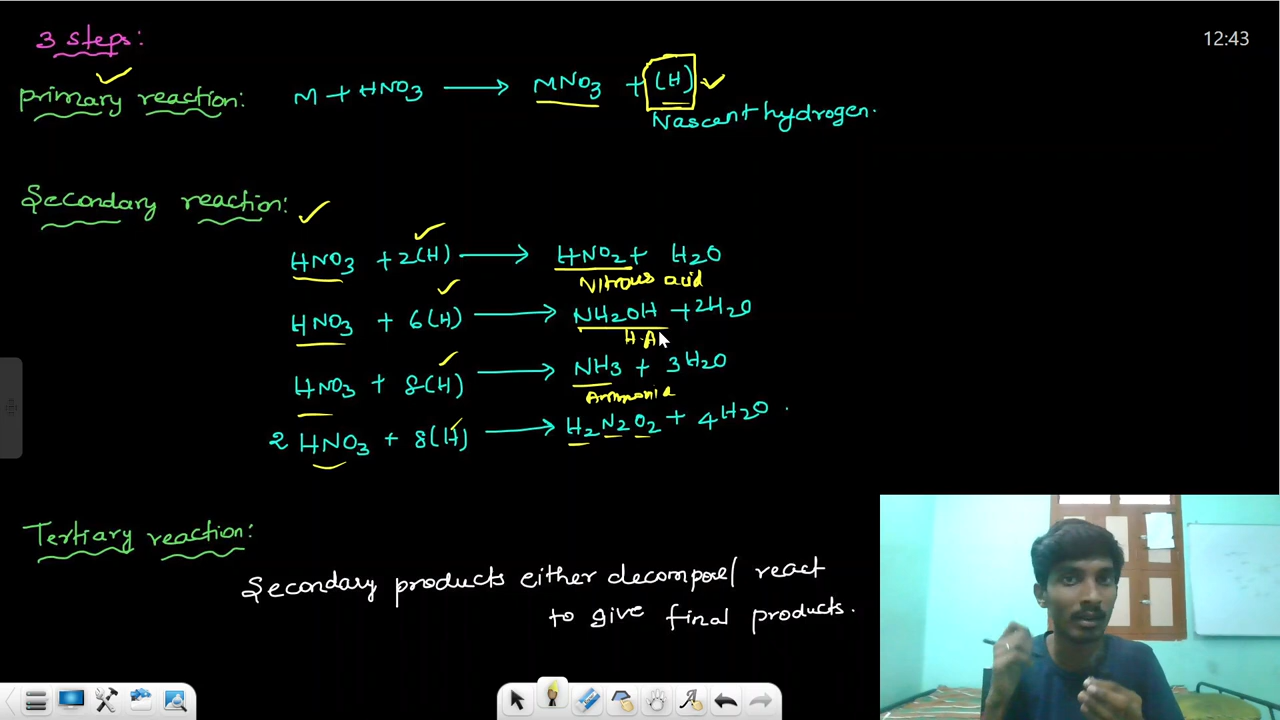 3 steps:
12:43
primary reaction: M + HNO3 → MNO3 + (H)
Nascent hydrogen.
Secondary reaction:
HNO3 + 2(H) → HNO2 + H2O
Nitrous acid
HNO3 + 6(H) → NH2OH + 2H2O
H.A
HNO3 + 8(H) → NH3 + 3H2O
Ammonia
2 HNO3 + 8(H) → H2N2O2 + 4H2O .
Tertiary reaction:
Secondary products either decompose/ react
to give final products.